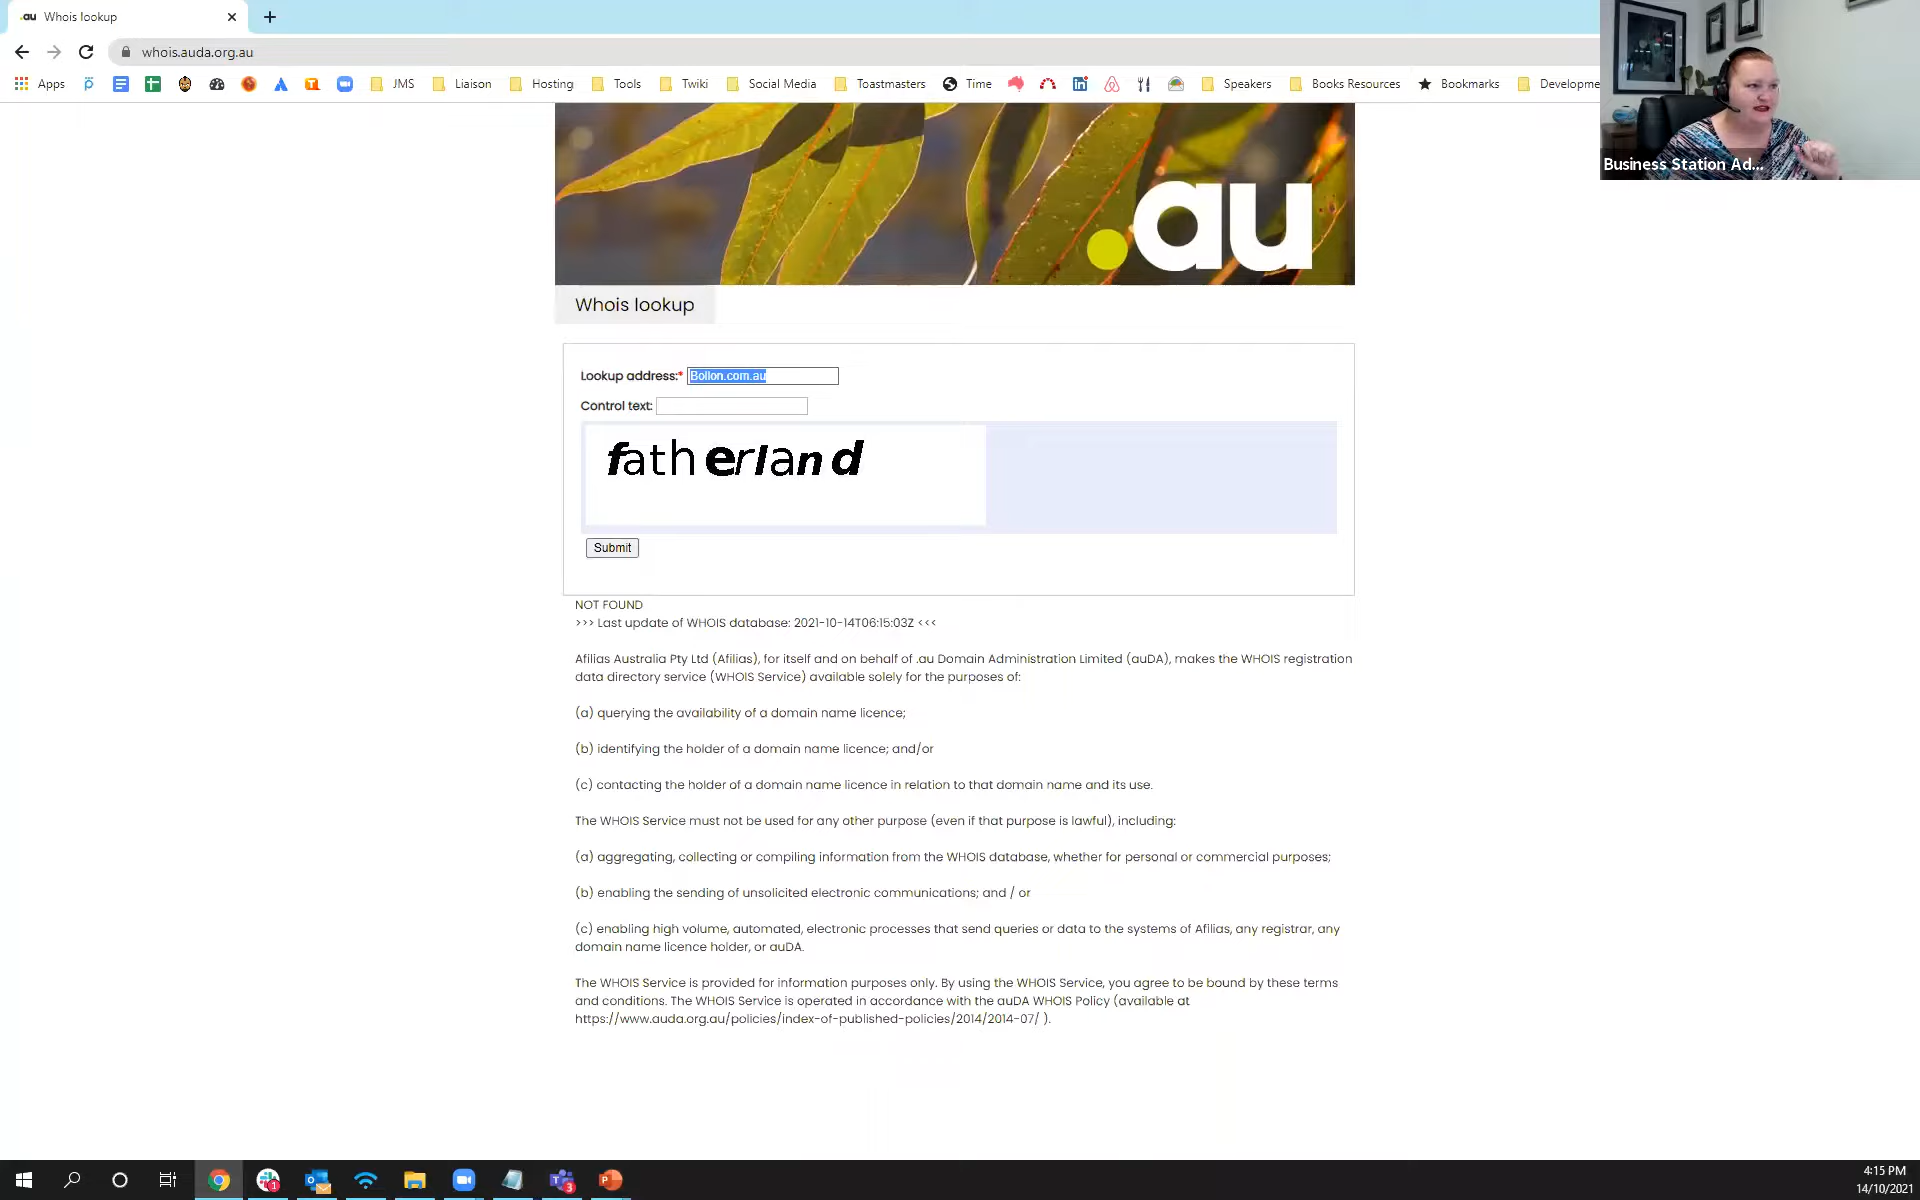 .au Whois lookup
whois.auda.org.au
Apps JMS Liaison Hosting Tools Twiki Social Media Toastmasters Time Speakers Books Resources Bookmarks Developme
Business Station Ad...
.au
Whois lookup
Lookup address:* Bollon.com.au
Control text:
fatherland
Submit
NOT FOUND
>>> Last update of WHOIS database: 2021-10-14T06:15:03Z <<<
Afilias Australia Pty Ltd (Afilias), for itself and on behalf of .au Domain Administration Limited (auDA), makes the WHOIS registration
data directory service (WHOIS Service) available solely for the purposes of:
(a) querying the availability of a domain name licence;
(b) identifying the holder of a domain name licence; and/or
(c) contacting the holder of a domain name licence in relation to that domain name and its use.
The WHOIS Service must not be used for any other purpose (even if that purpose is lawful), including:
(a) aggregating, collecting or compiling information from the WHOIS database, whether for personal or commercial purposes;
(b) enabling the sending of unsolicited electronic communications; and / or
(c) enabling high volume, automated, electronic processes that send queries or data to the systems of Afilias, any registrar, any
domain name licence holder, or auDA.
The WHOIS Service is provided for information purposes only. By using the WHOIS Service, you agree to be bound by these terms
and conditions. The WHOIS Service is operated in accordance with the auDA WHOIS Policy (available at
https://www.auda.org.au/policies/index-of-published-policies/2014/2014-07/ ).
4:15 PM
14/10/2021